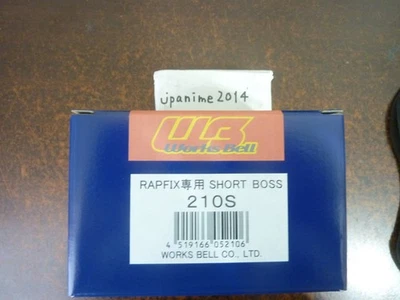 jpanime2014
WB
Works Bell
RAPFIX専用 SHORT BOSS
210S
4 519166 052106
WORKS BELL CO., LTD.